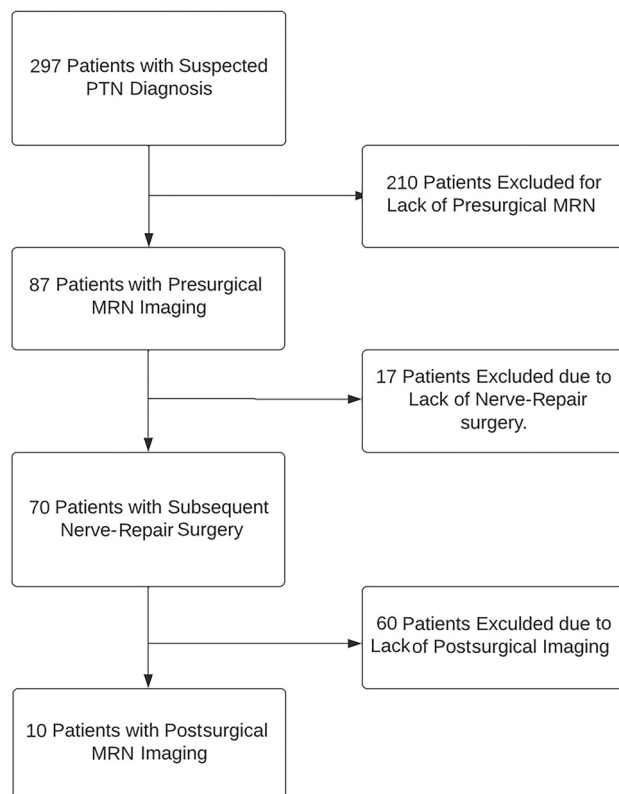 297 Patients with Suspected
PTN Diagnosis
210 Patients Excluded for
Lack of Presurgical MRN
87 Patients with Presurgical
MRN Imaging
17 Patients Excluded due to
Lack of Nerve-Repair
surgery.
70 Patients with Subsequent
Nerve-Repair Surgery
60 Patients Exculded due to
Lack of Postsurgical Imaging
10 Patients with Postsurgical
MRN Imaging